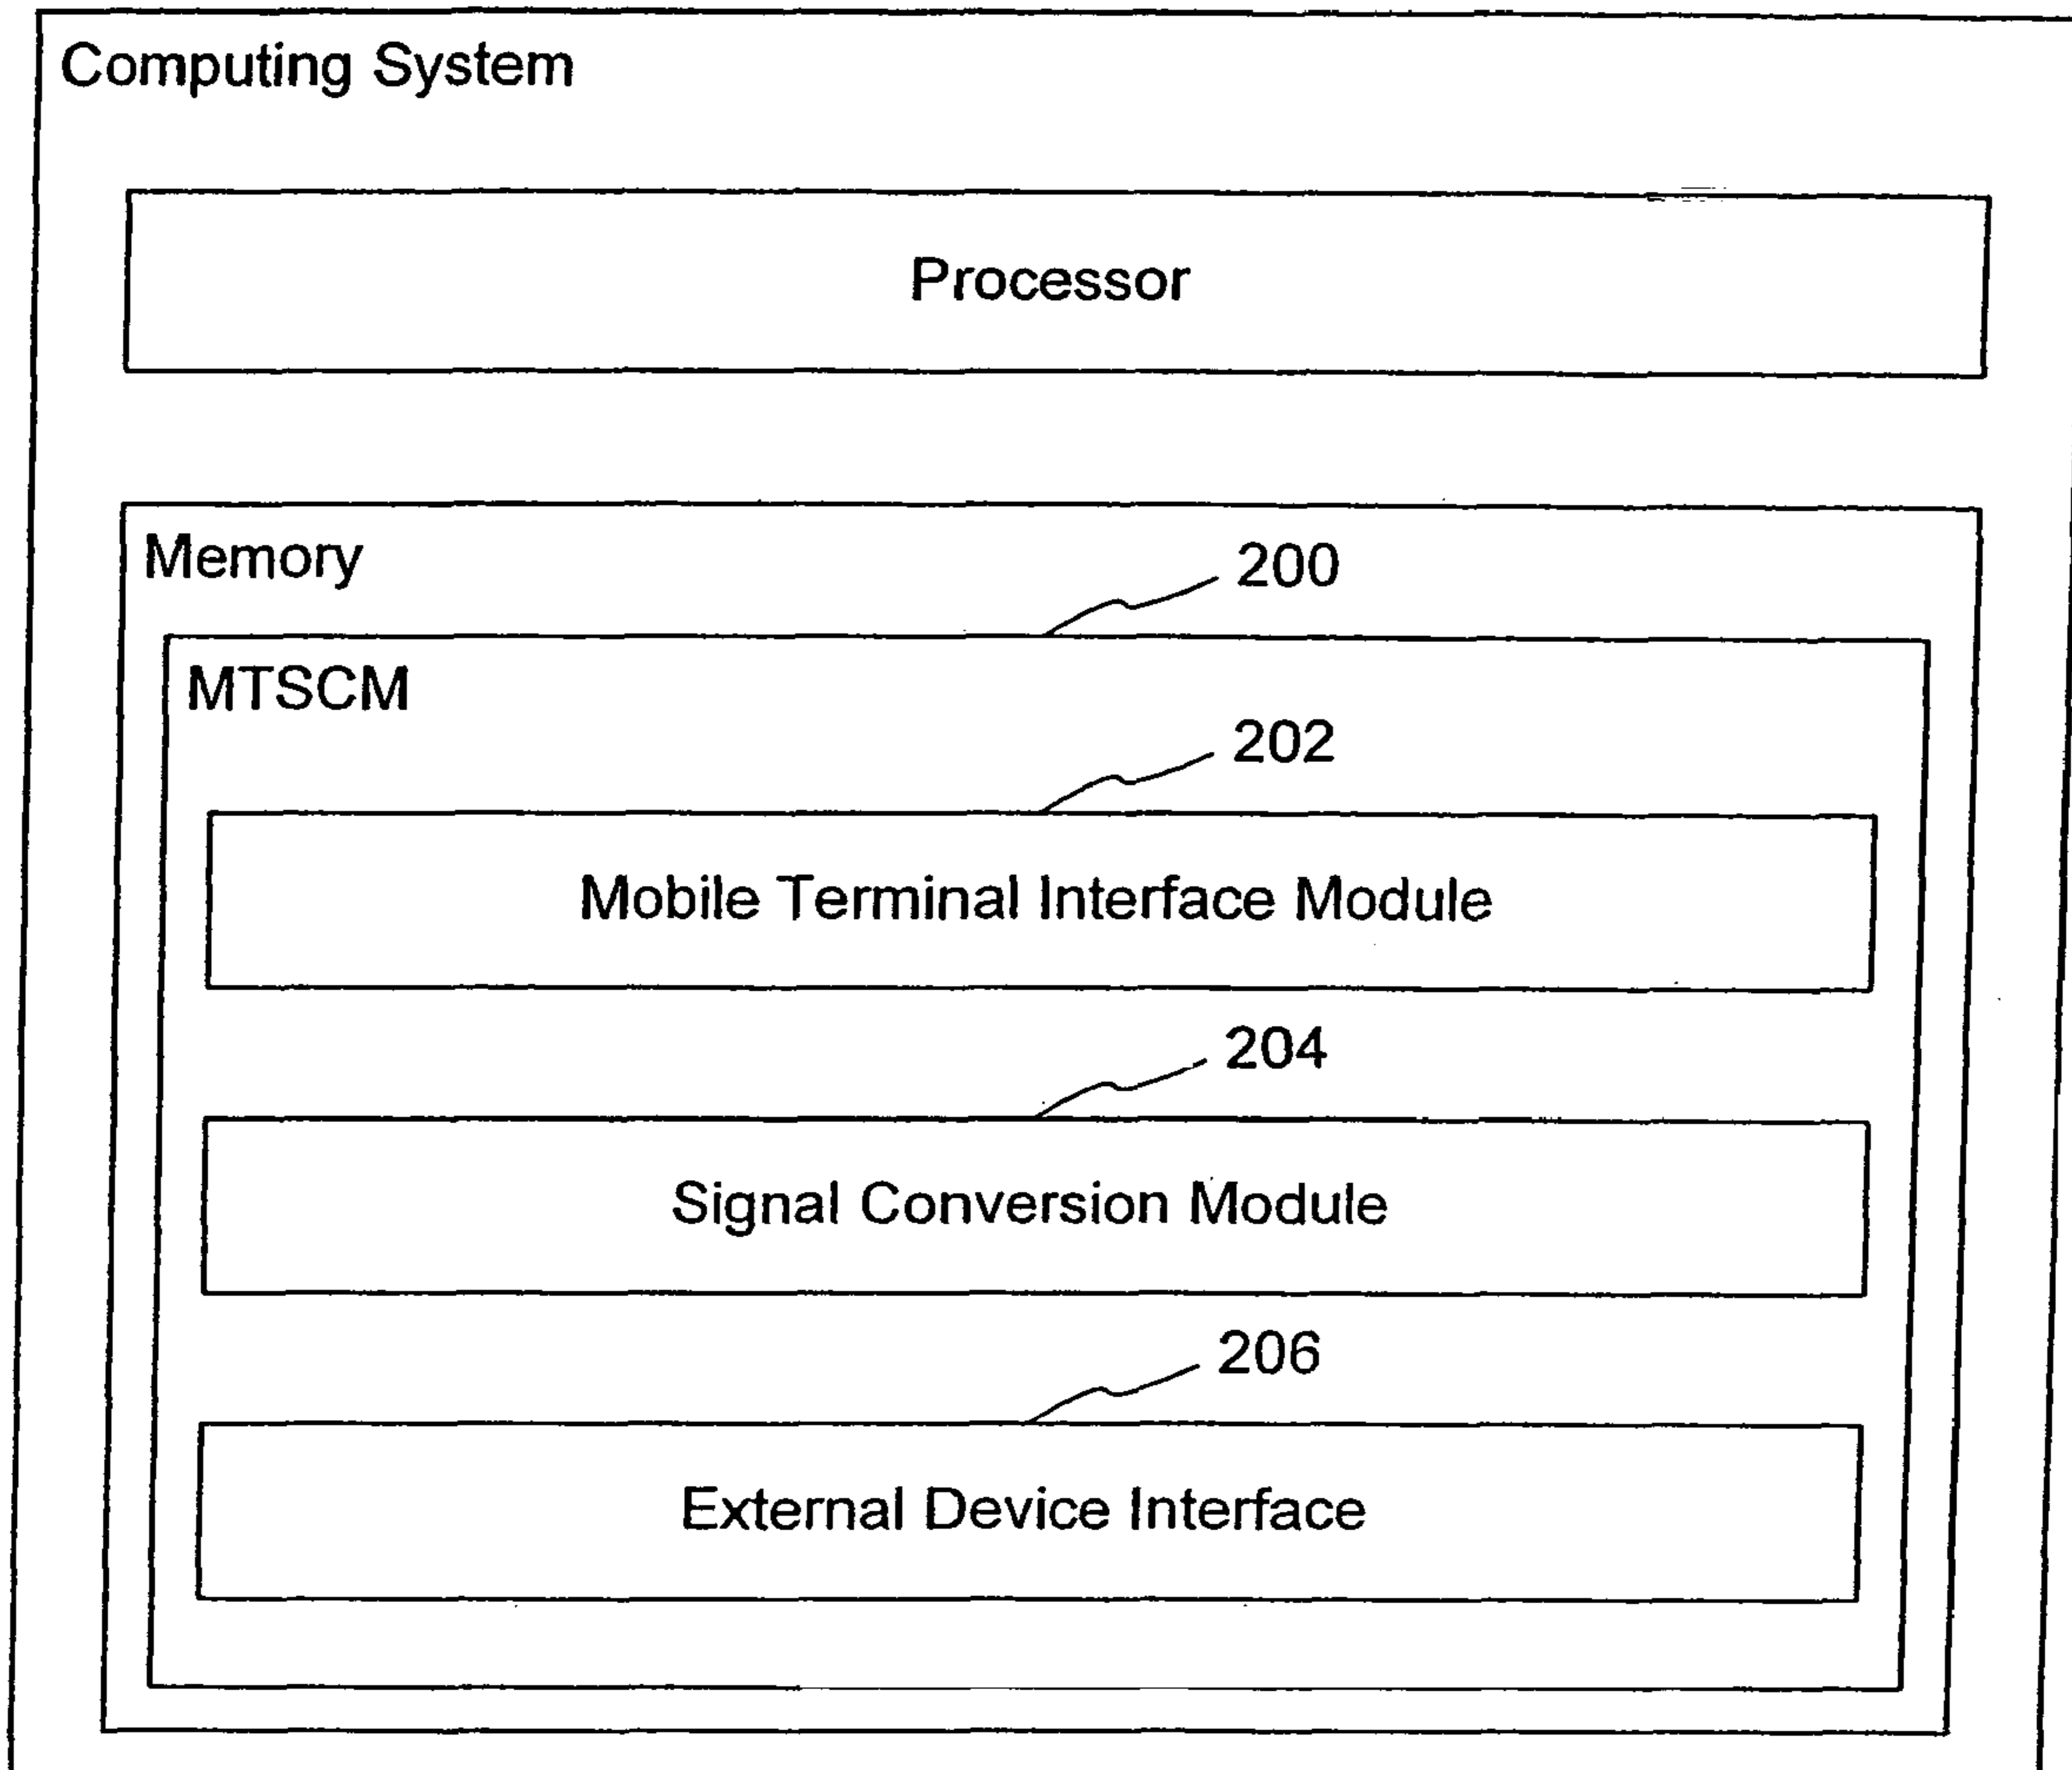 Computing System
Processor
Memory
200
MTSCM
202
Mobile Terminal Interface Module
204
Signal Conversion Module
206
External Device Interface